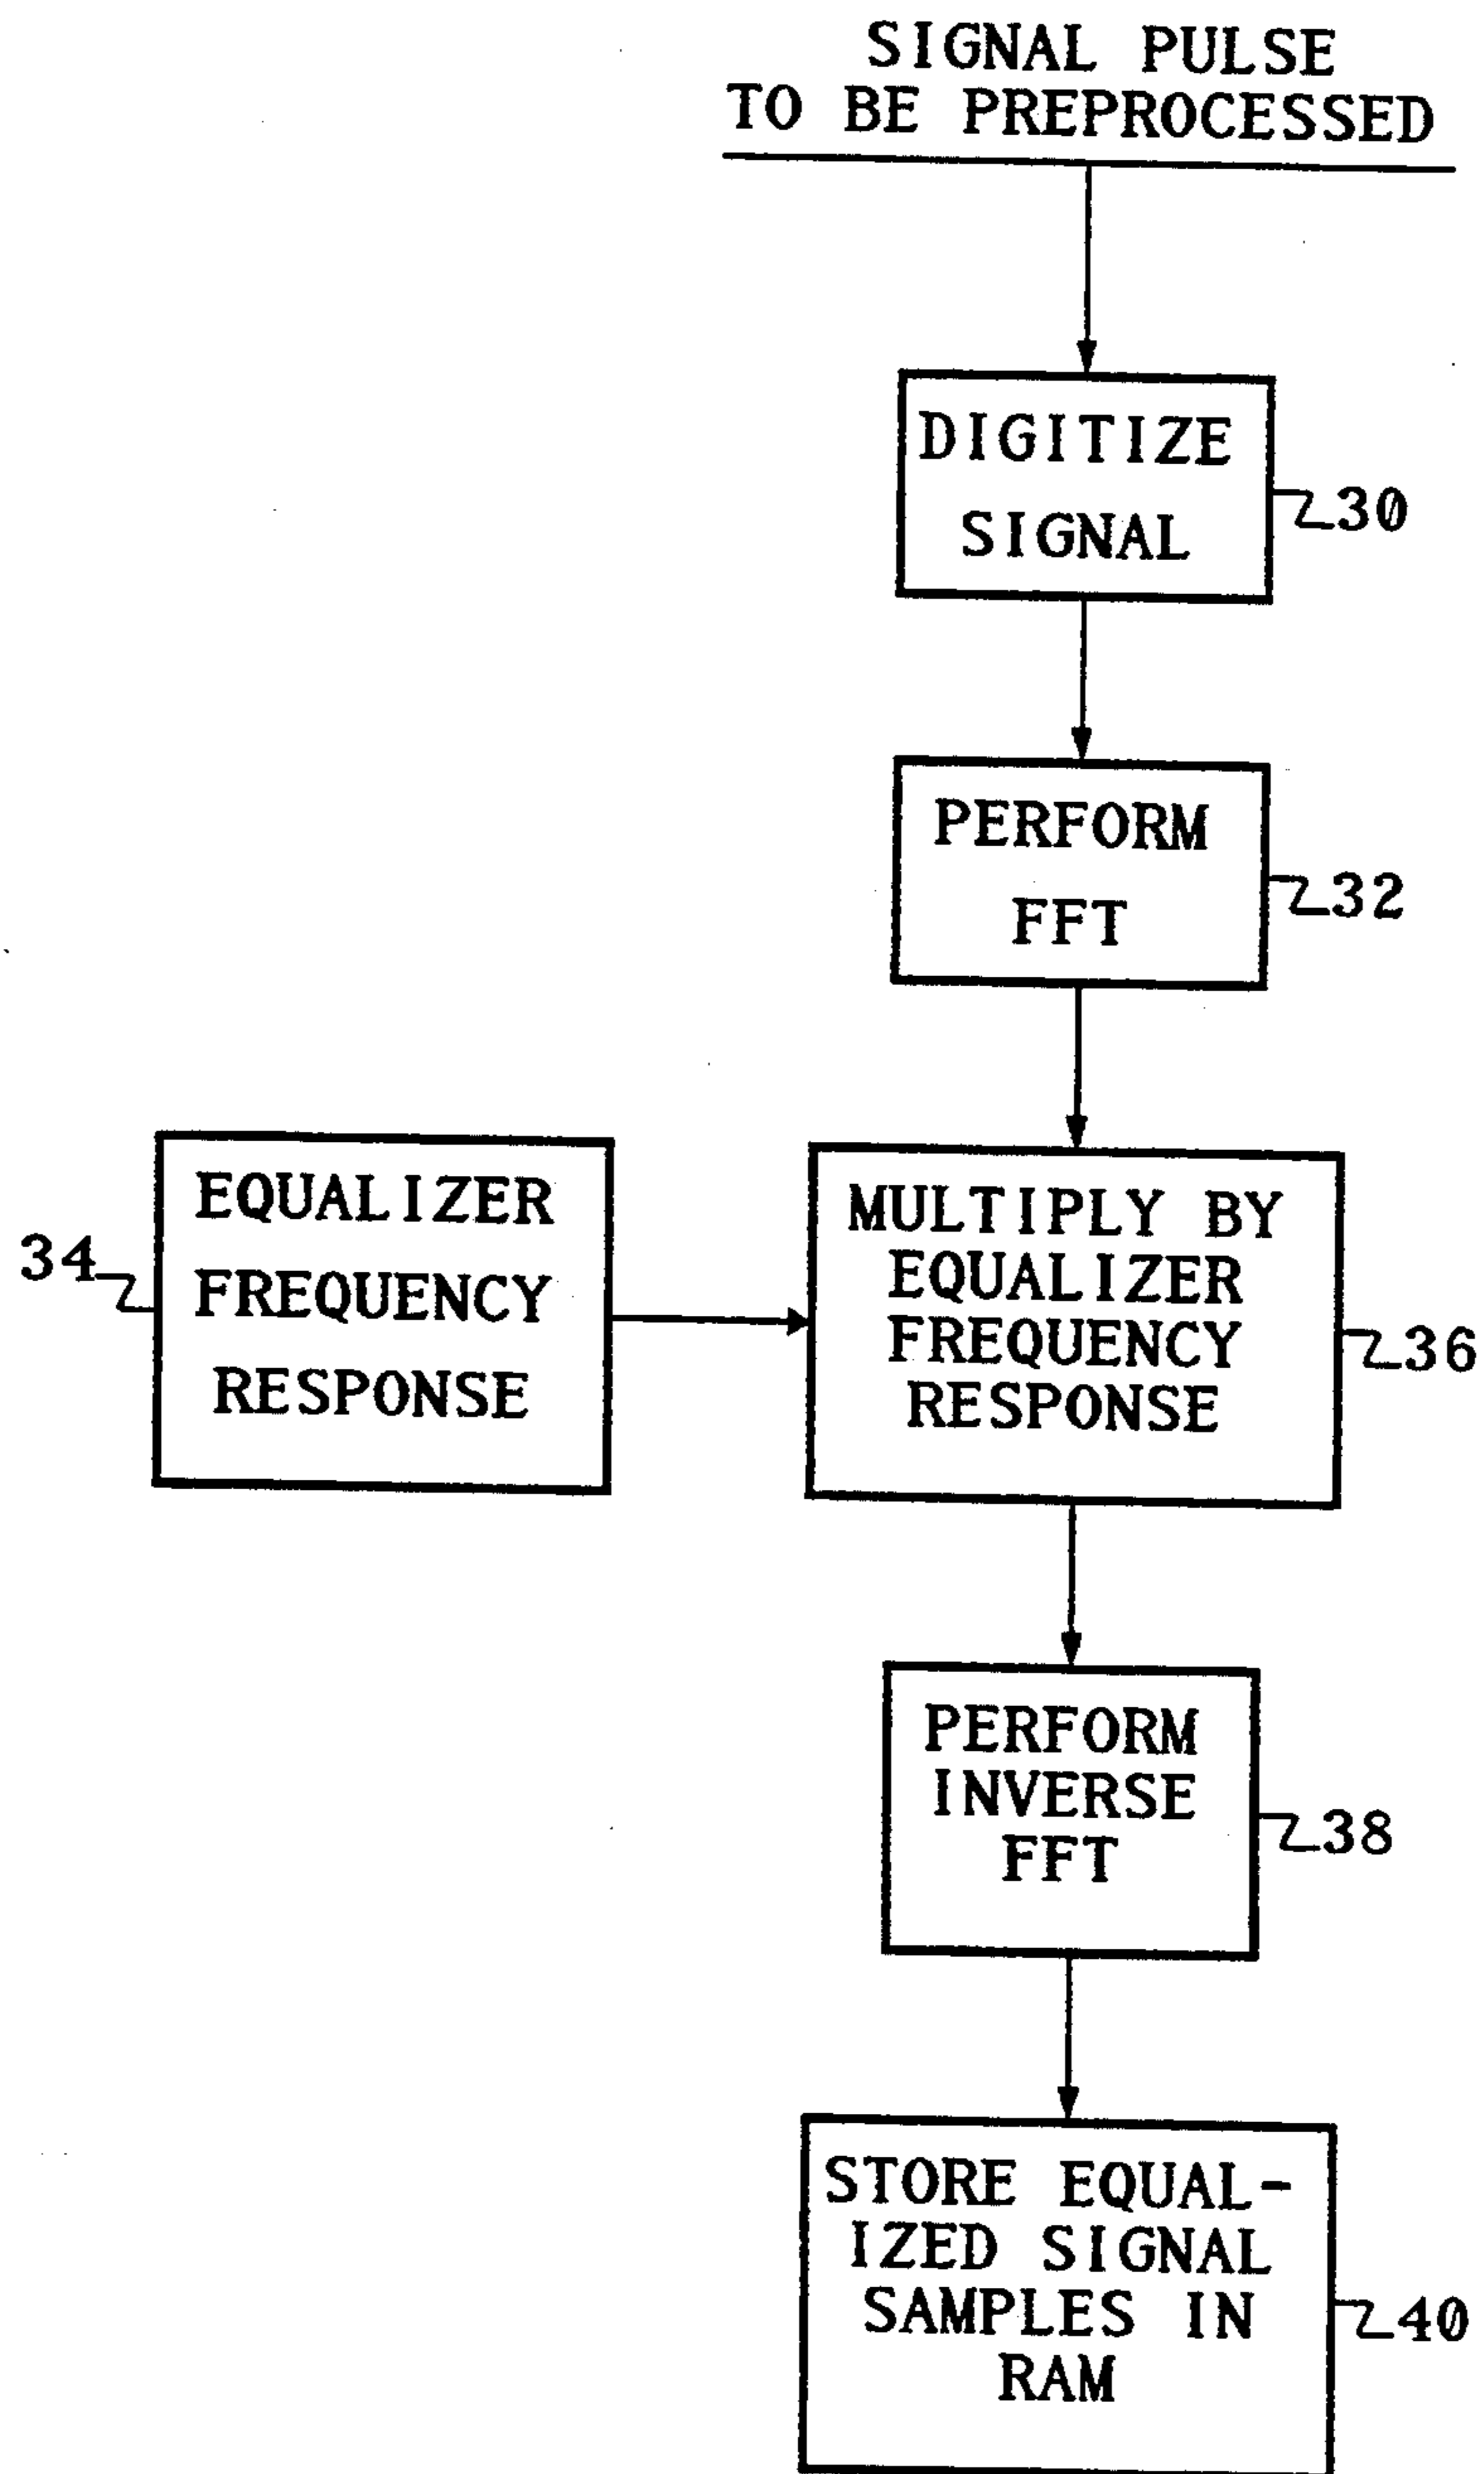 SIGNAL PULSE
TO BE PREPROCESSED
DIGITIZE
SIGNAL
30
PERFORM
FFT
32
EQUALIZER
FREQUENCY
RESPONSE
34
MULTIPLY BY
EQUALIZER
FREQUENCY
RESPONSE
36
PERFORM
INVERSE
FFT
38
STORE EQUAL-
IZED SIGNAL
SAMPLES IN
RAM
40